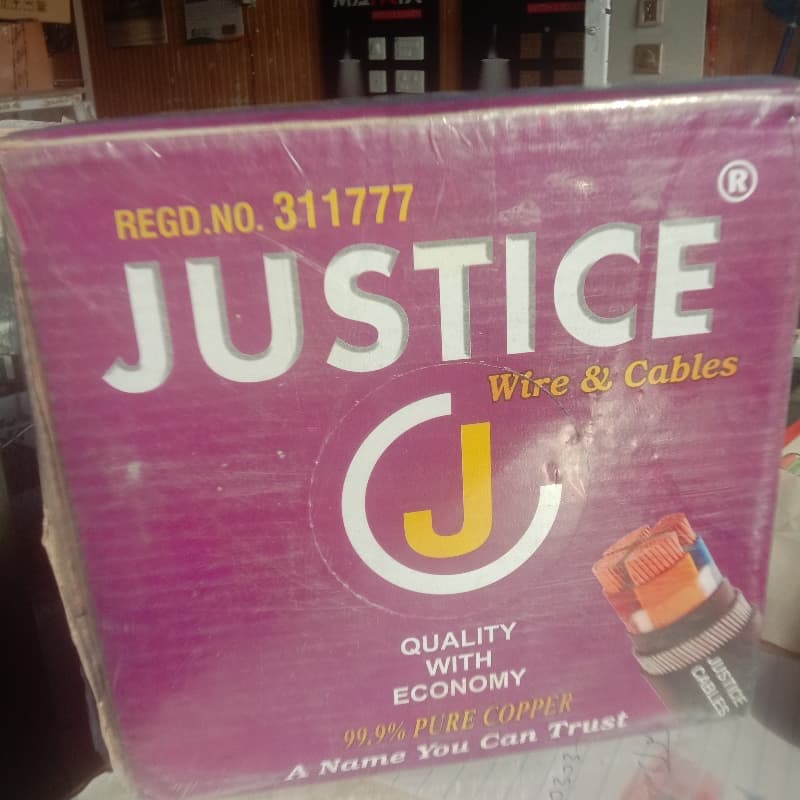 MATRIX
REGD.NO. 311777
®
JUSTICE
Wire & Cables
J
QUALITY
WITH
ECONOMY
99.9% PURE COPPER
A Name You Can Trust
JUSTICE
CABLES